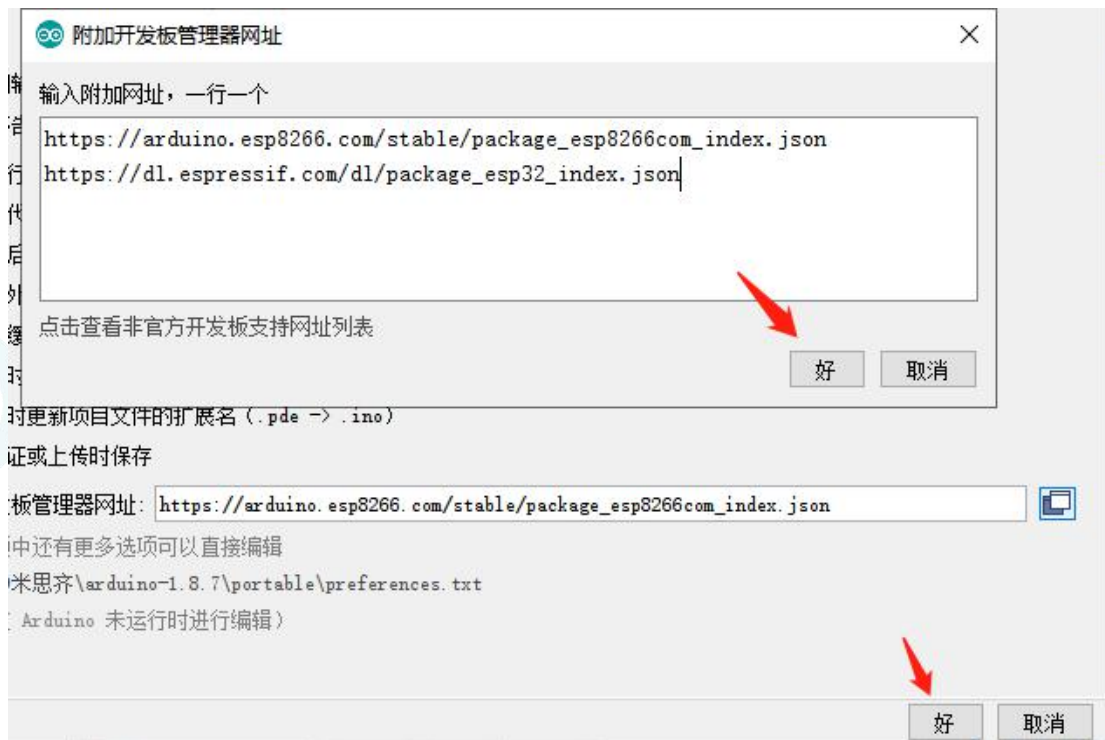 附加开发板管理器网址
输入附加网址，一行一个
https://arduino.esp8266.com/stable/package_esp8266com_index.json
https://dl.espressif.com/dl/package_esp32_index.json
点击查看非官方开发板支持网址列表
好 取消
时更新项目文件的扩展名（.pde -> .ino）
证或上传时保存
板管理器网址: https://arduino.esp8266.com/stable/package_esp8266com_index.json
中还有更多选项可以直接编辑
米思齐\arduino-1.8.7\portable\preferences.txt
Arduino 未运行时进行编辑）
好 取消